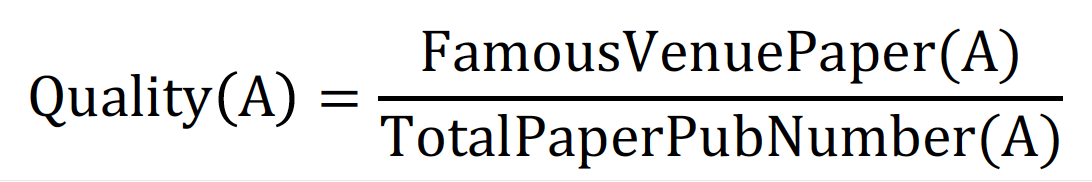 FamousVenuePaper(A)
Quality(A) =
TotalPaperPubNumber(A)